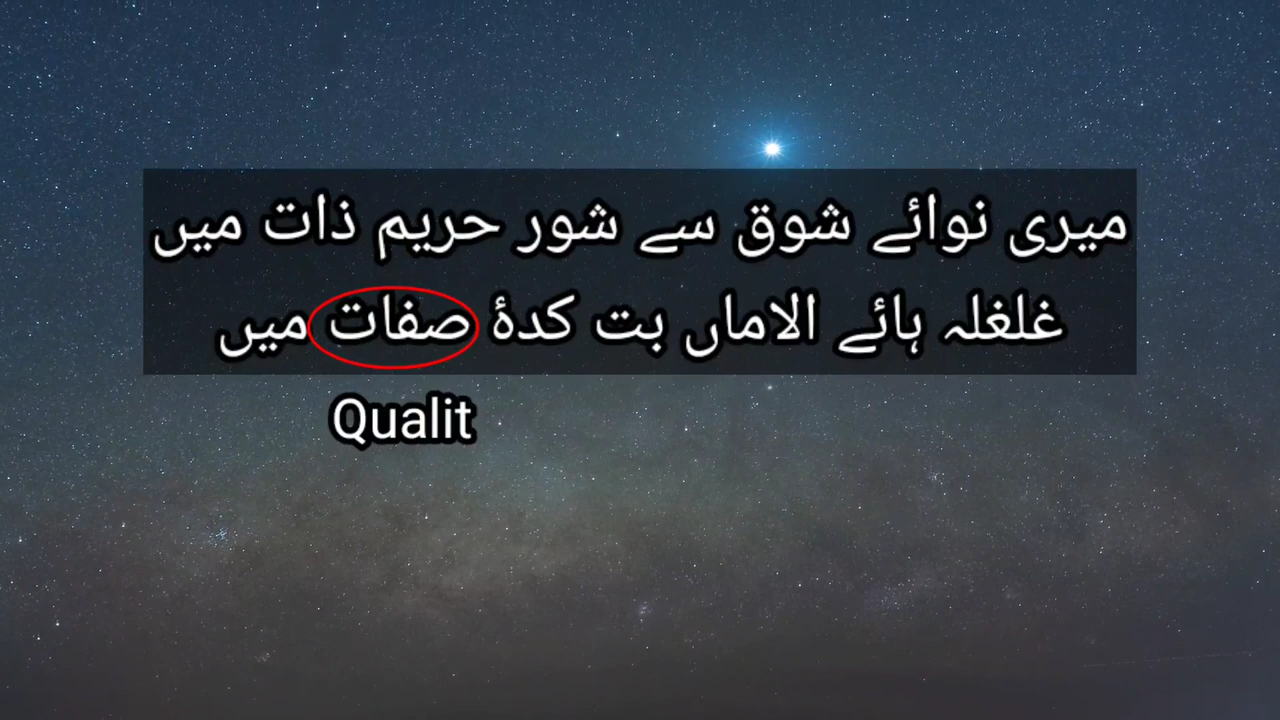 میری نوائے شوق سے شور حریم ذات میں
غلغلہ ہائے الاماں بت کدۂ صفات میں
Qualit